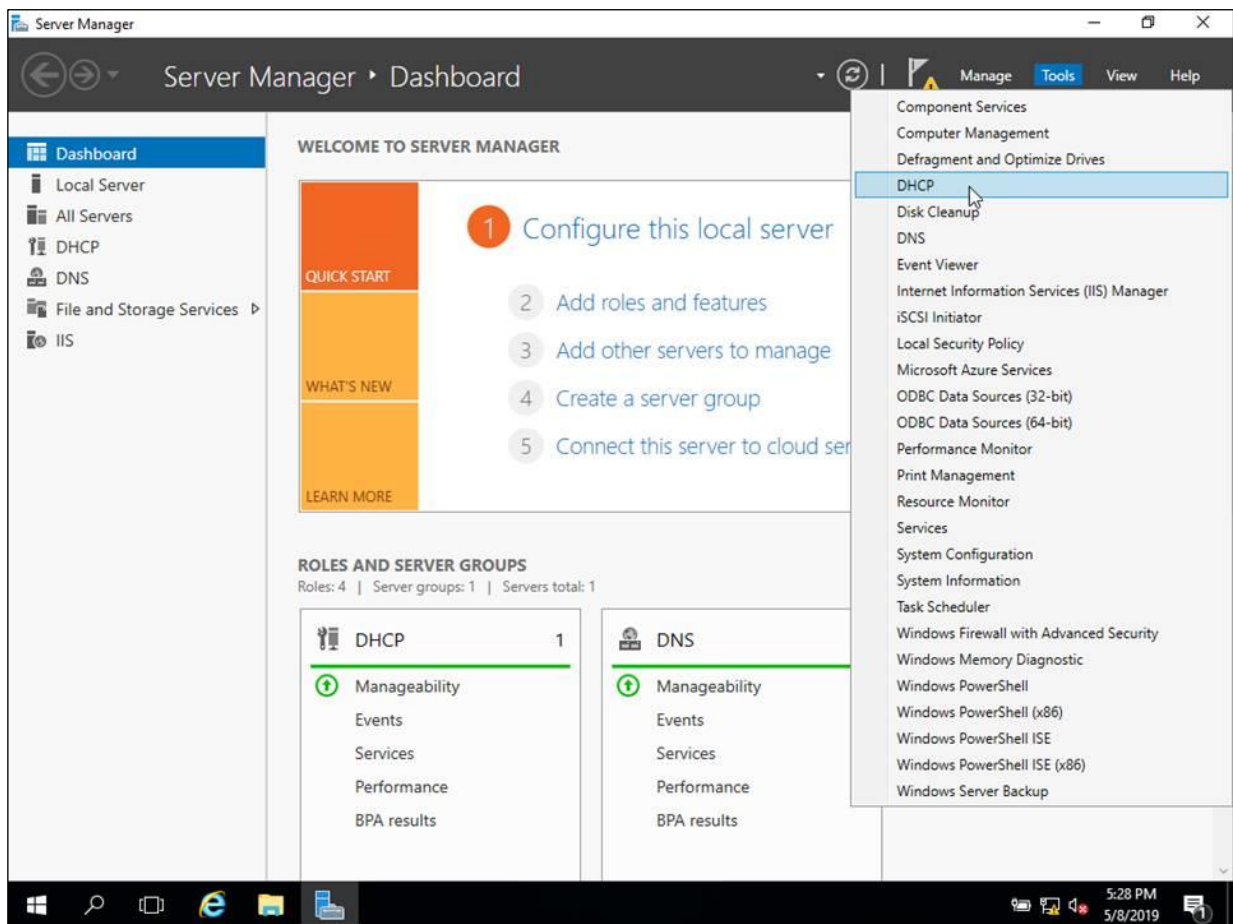 Server Manager
Server Manager ‣ Dashboard
Manage Tools View Help
Dashboard
Local Server
All Servers
DHCP
DNS
File and Storage Services
IIS
WELCOME TO SERVER MANAGER
QUICK START
WHAT'S NEW
LEARN MORE
1 Configure this local server
2 Add roles and features
3 Add other servers to manage
4 Create a server group
5 Connect this server to cloud ser
ROLES AND SERVER GROUPS
Roles: 4 | Server groups: 1 | Servers total: 1
DHCP 1
Manageability
Events
Services
Performance
BPA results
DNS
Manageability
Events
Services
Performance
BPA results
Component Services
Computer Management
Defragment and Optimize Drives
DHCP
Disk Cleanup
DNS
Event Viewer
Internet Information Services (IIS) Manager
iSCSI Initiator
Local Security Policy
Microsoft Azure Services
ODBC Data Sources (32-bit)
ODBC Data Sources (64-bit)
Performance Monitor
Print Management
Resource Monitor
Services
System Configuration
System Information
Task Scheduler
Windows Firewall with Advanced Security
Windows Memory Diagnostic
Windows PowerShell
Windows PowerShell (x86)
Windows PowerShell ISE
Windows PowerShell ISE (x86)
Windows Server Backup
5:28 PM
5/8/2019
1